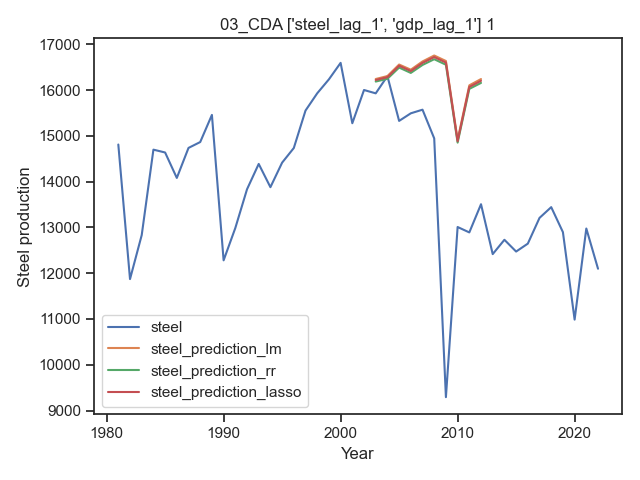 03_CDA ['steel_lag_1', 'gdp_lag_1'] 1
17000
16000
15000
14000
13000
12000
11000
10000
9000
Steel production
steel
steel_prediction_lm
steel_prediction_rr
steel_prediction_lasso
1980
1990
2000
2010
2020
Year